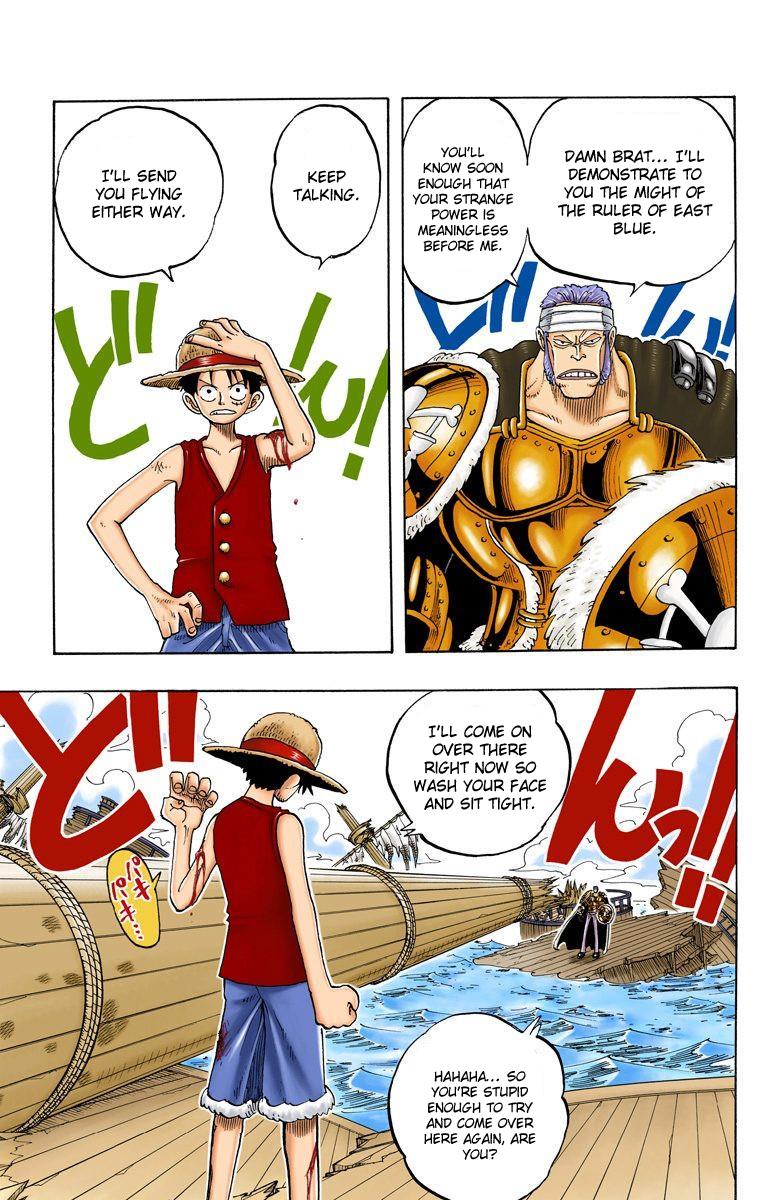 DAMN BRAT... I'LL
DEMONSTRATE TO
YOU THE MIGHT OF
THE RULER OF EAST
BLUE.
YOU'LL
KNOW SOON
ENOUGH THAT
YOUR STRANGE
POWER IS
MEANINGLESS
BEFORE ME.
どん!
KEEP
TALKING.
I'LL SEND
YOU FLYING
EITHER WAY.
どん!
I'LL COME ON
OVER THERE
RIGHT NOW SO
WASH YOUR FACE
AND SIT TIGHT.
どんっ!!
パキ
パキ…
HAHAHA... SO
YOU'RE STUPID
ENOUGH TO TRY
AND COME OVER
HERE AGAIN, ARE
YOU?